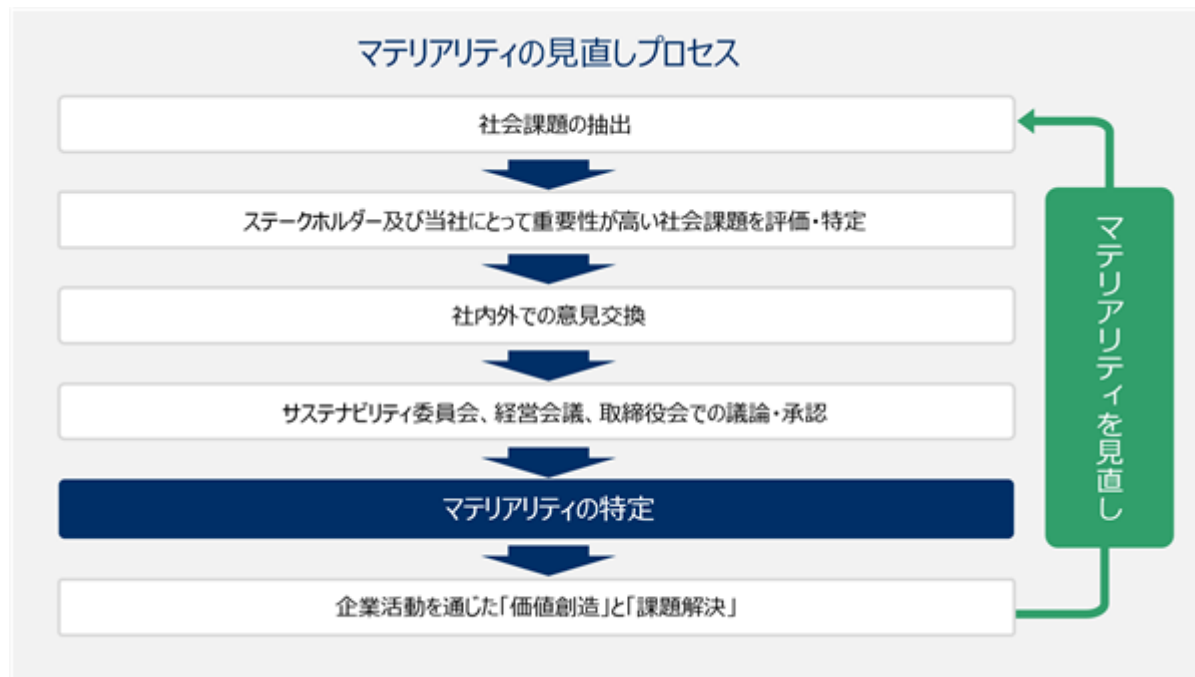 マテリアリティの見直しプロセス
社会課題の抽出
ステークホルダー及び当社にとって重要性が高い社会課題を評価・特定
社内外での意見交換
サステナビリティ委員会、経営会議、取締役会での議論・承認
マテリアリティの特定
企業活動を通じた「価値創造」と「課題解決」
マテリアリティを見直し